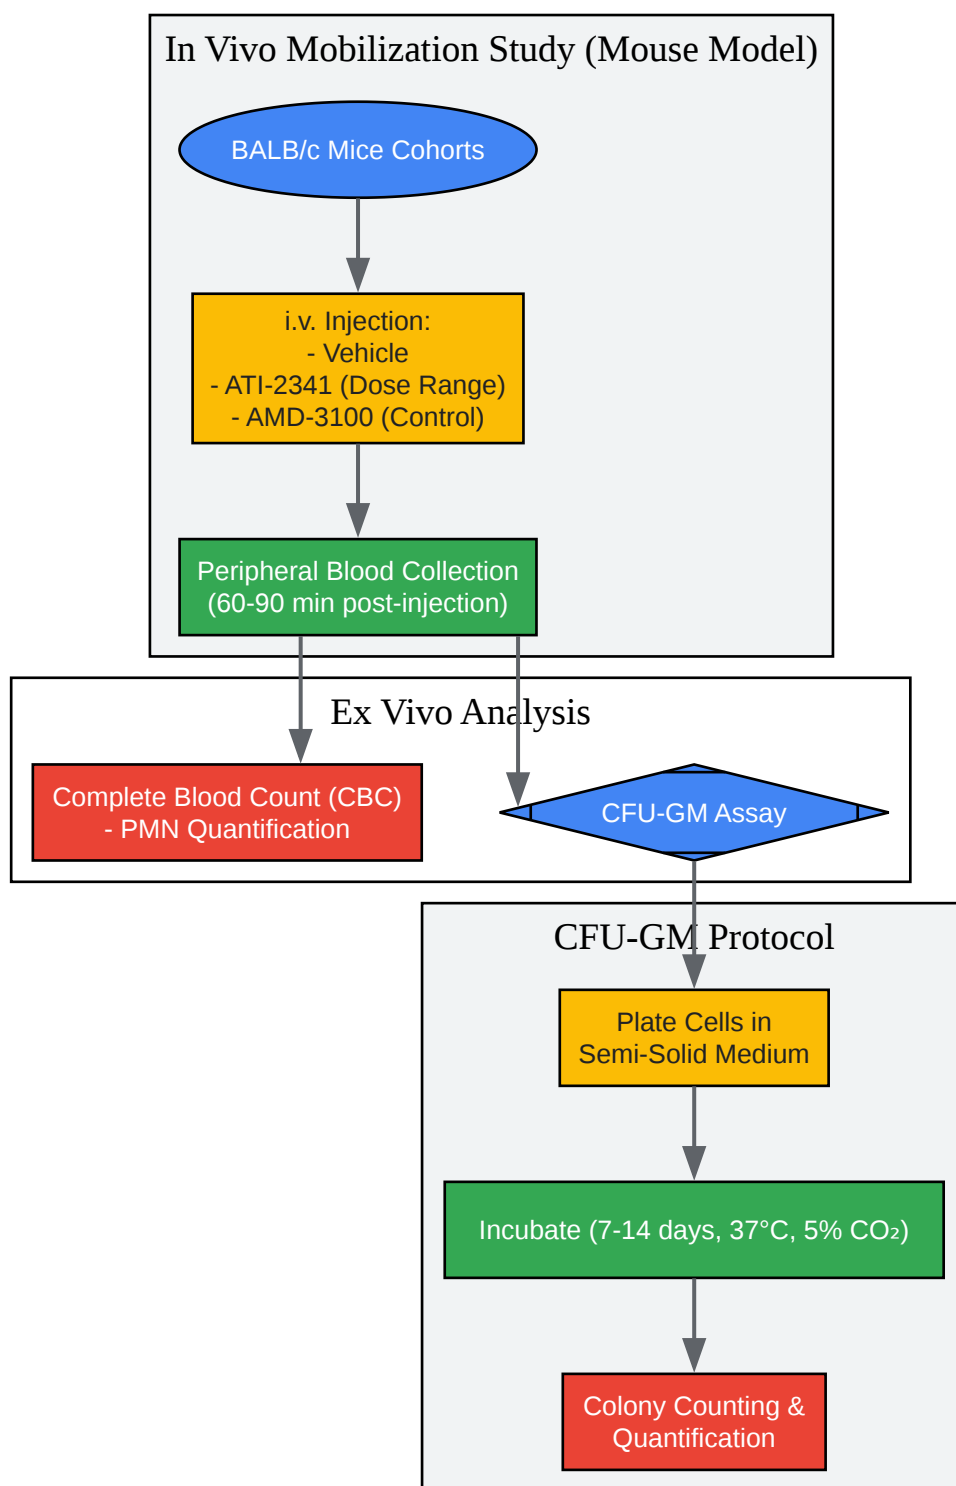 In Vivo Mobilization Study (Mouse Model)
BALB/c Mice Cohorts
i.v. Injection:
- Vehicle
- ATI-2341 (Dose Range)
- AMD-3100 (Control)
Peripheral Blood Collection
(60-90 min post-injection)
Ex Vivo Analysis
Complete Blood Count (CBC)
- PMN Quantification
CFU-GM Assay
CFU-GM Protocol
Plate Cells in
Semi-Solid Medium
Incubate (7-14 days, 37°C, 5% CO₂)
Colony Counting &
Quantification